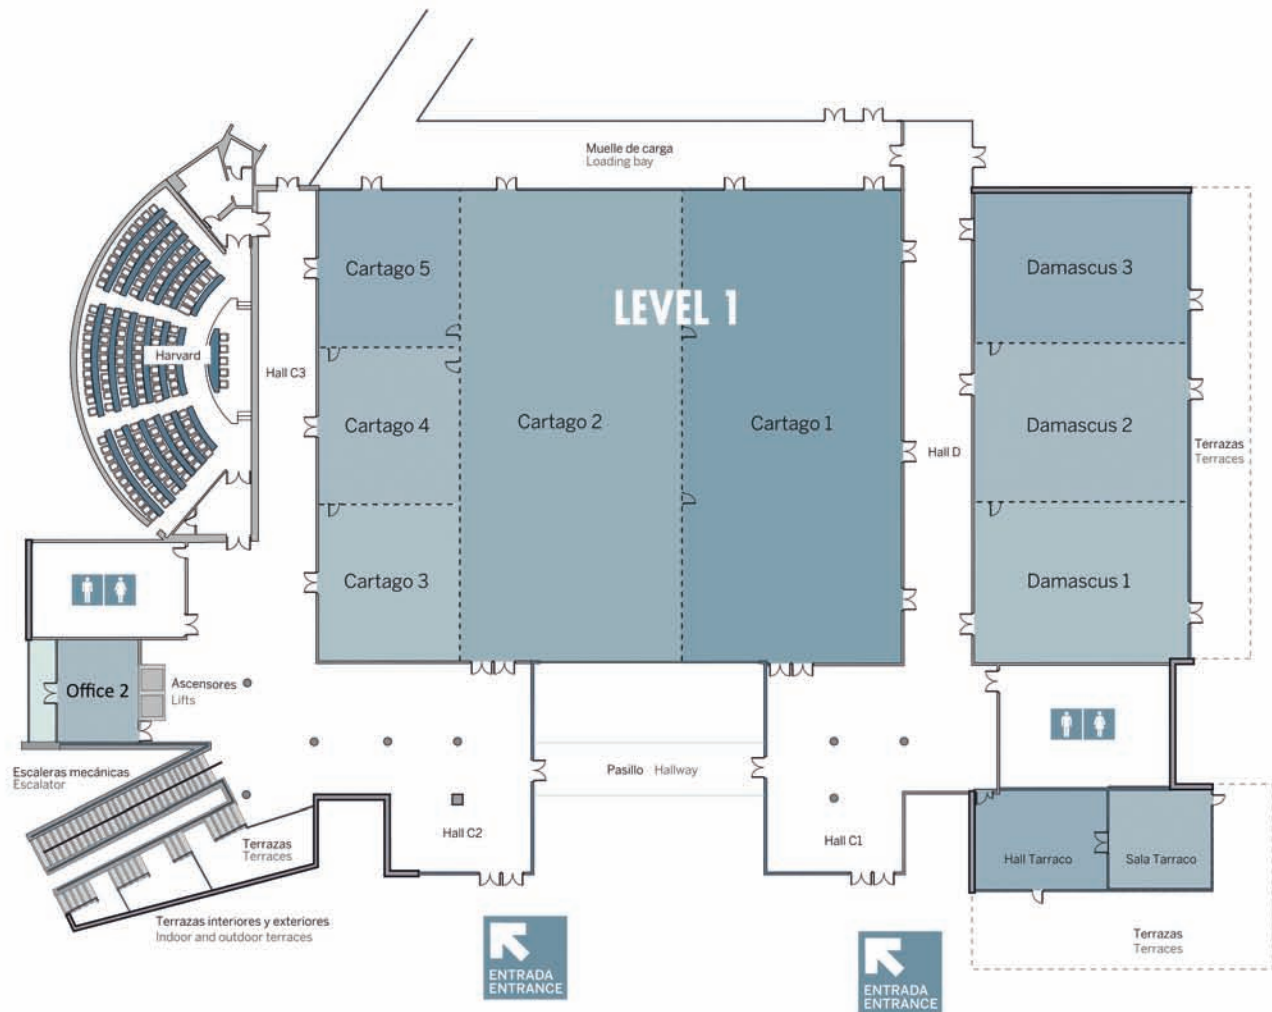 Muelle de carga
Loading bay
Cartago 5
LEVEL 1
Damascus 3
Harvard
Hall C3
Cartago 4
Cartago 2
Cartago 1
Hall D
Damascus 2
Terrazas
Terraces
Cartago 3
Damascus 1
Office 2
Ascensores
Lifts
Escaleras mecánicas
Escalator
Pasillo Hallway
Hall C2
Hall C1
Terrazas
Terraces
Hall Tarraco
Sala Tarraco
Terrazas interiores y exteriores
Indoor and outdoor terraces
Terrazas
Terraces
ENTRADA
ENTRANCE
ENTRADA
ENTRANCE